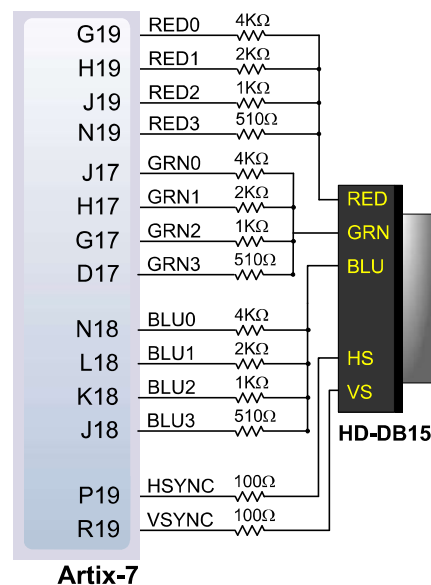 G19 RED0 4KΩ
H19 RED1 2KΩ
J19 RED2 1KΩ
N19 RED3 510Ω
J17 GRN0 4KΩ
H17 GRN1 2KΩ
G17 GRN2 1KΩ
D17 GRN3 510Ω
N18 BLU0 4KΩ
L18 BLU1 2KΩ
K18 BLU2 1KΩ
J18 BLU3 510Ω
P19 HSYNC 100Ω
R19 VSYNC 100Ω
Artix-7
RED
GRN
BLU
HS
VS
HD-DB15